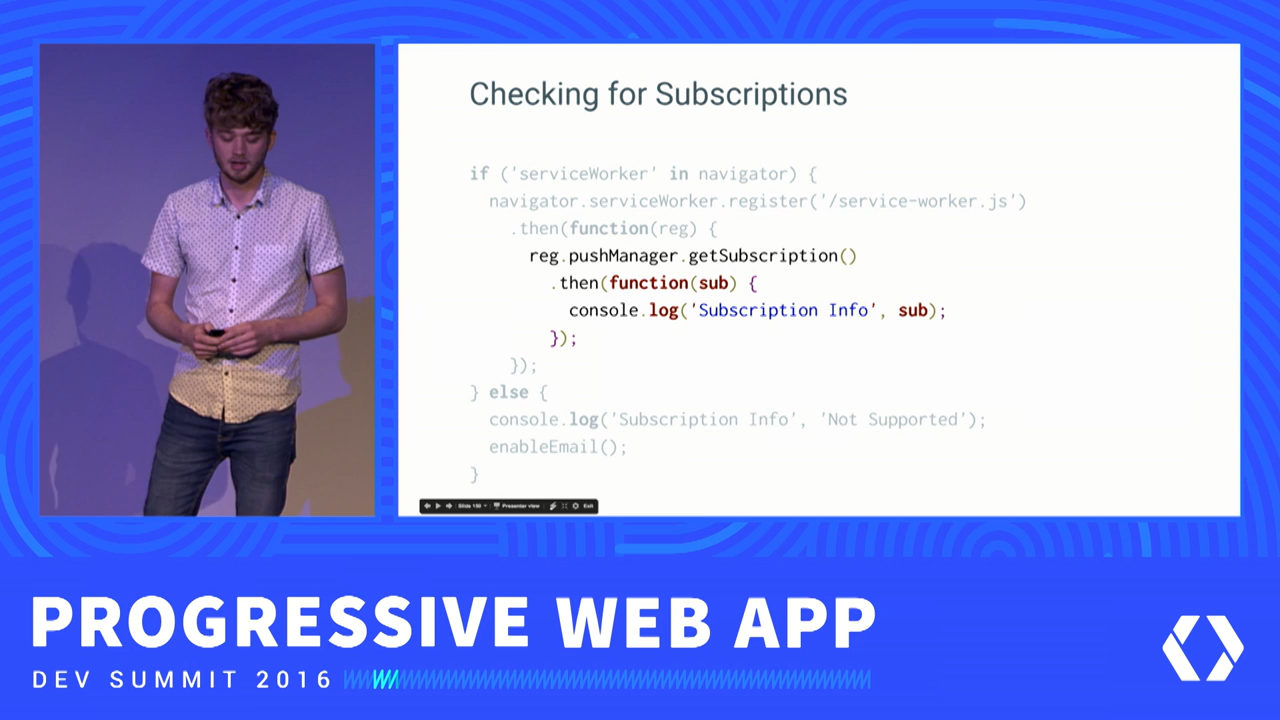 Checking for Subscriptions
if ('serviceWorker' in navigator) {
navigator.serviceWorker.register('/service-worker.js')
.then(function(reg) {
reg.pushManager.getSubscription()
.then(function(sub) {
console.log('Subscription Info', sub);
});
});
} else {
console.log('Subscription Info', 'Not Supported');
enableEmail();
}
Slide 150 Presenter view Exit
PROGRESSIVE WEB APP
DEV SUMMIT 2016